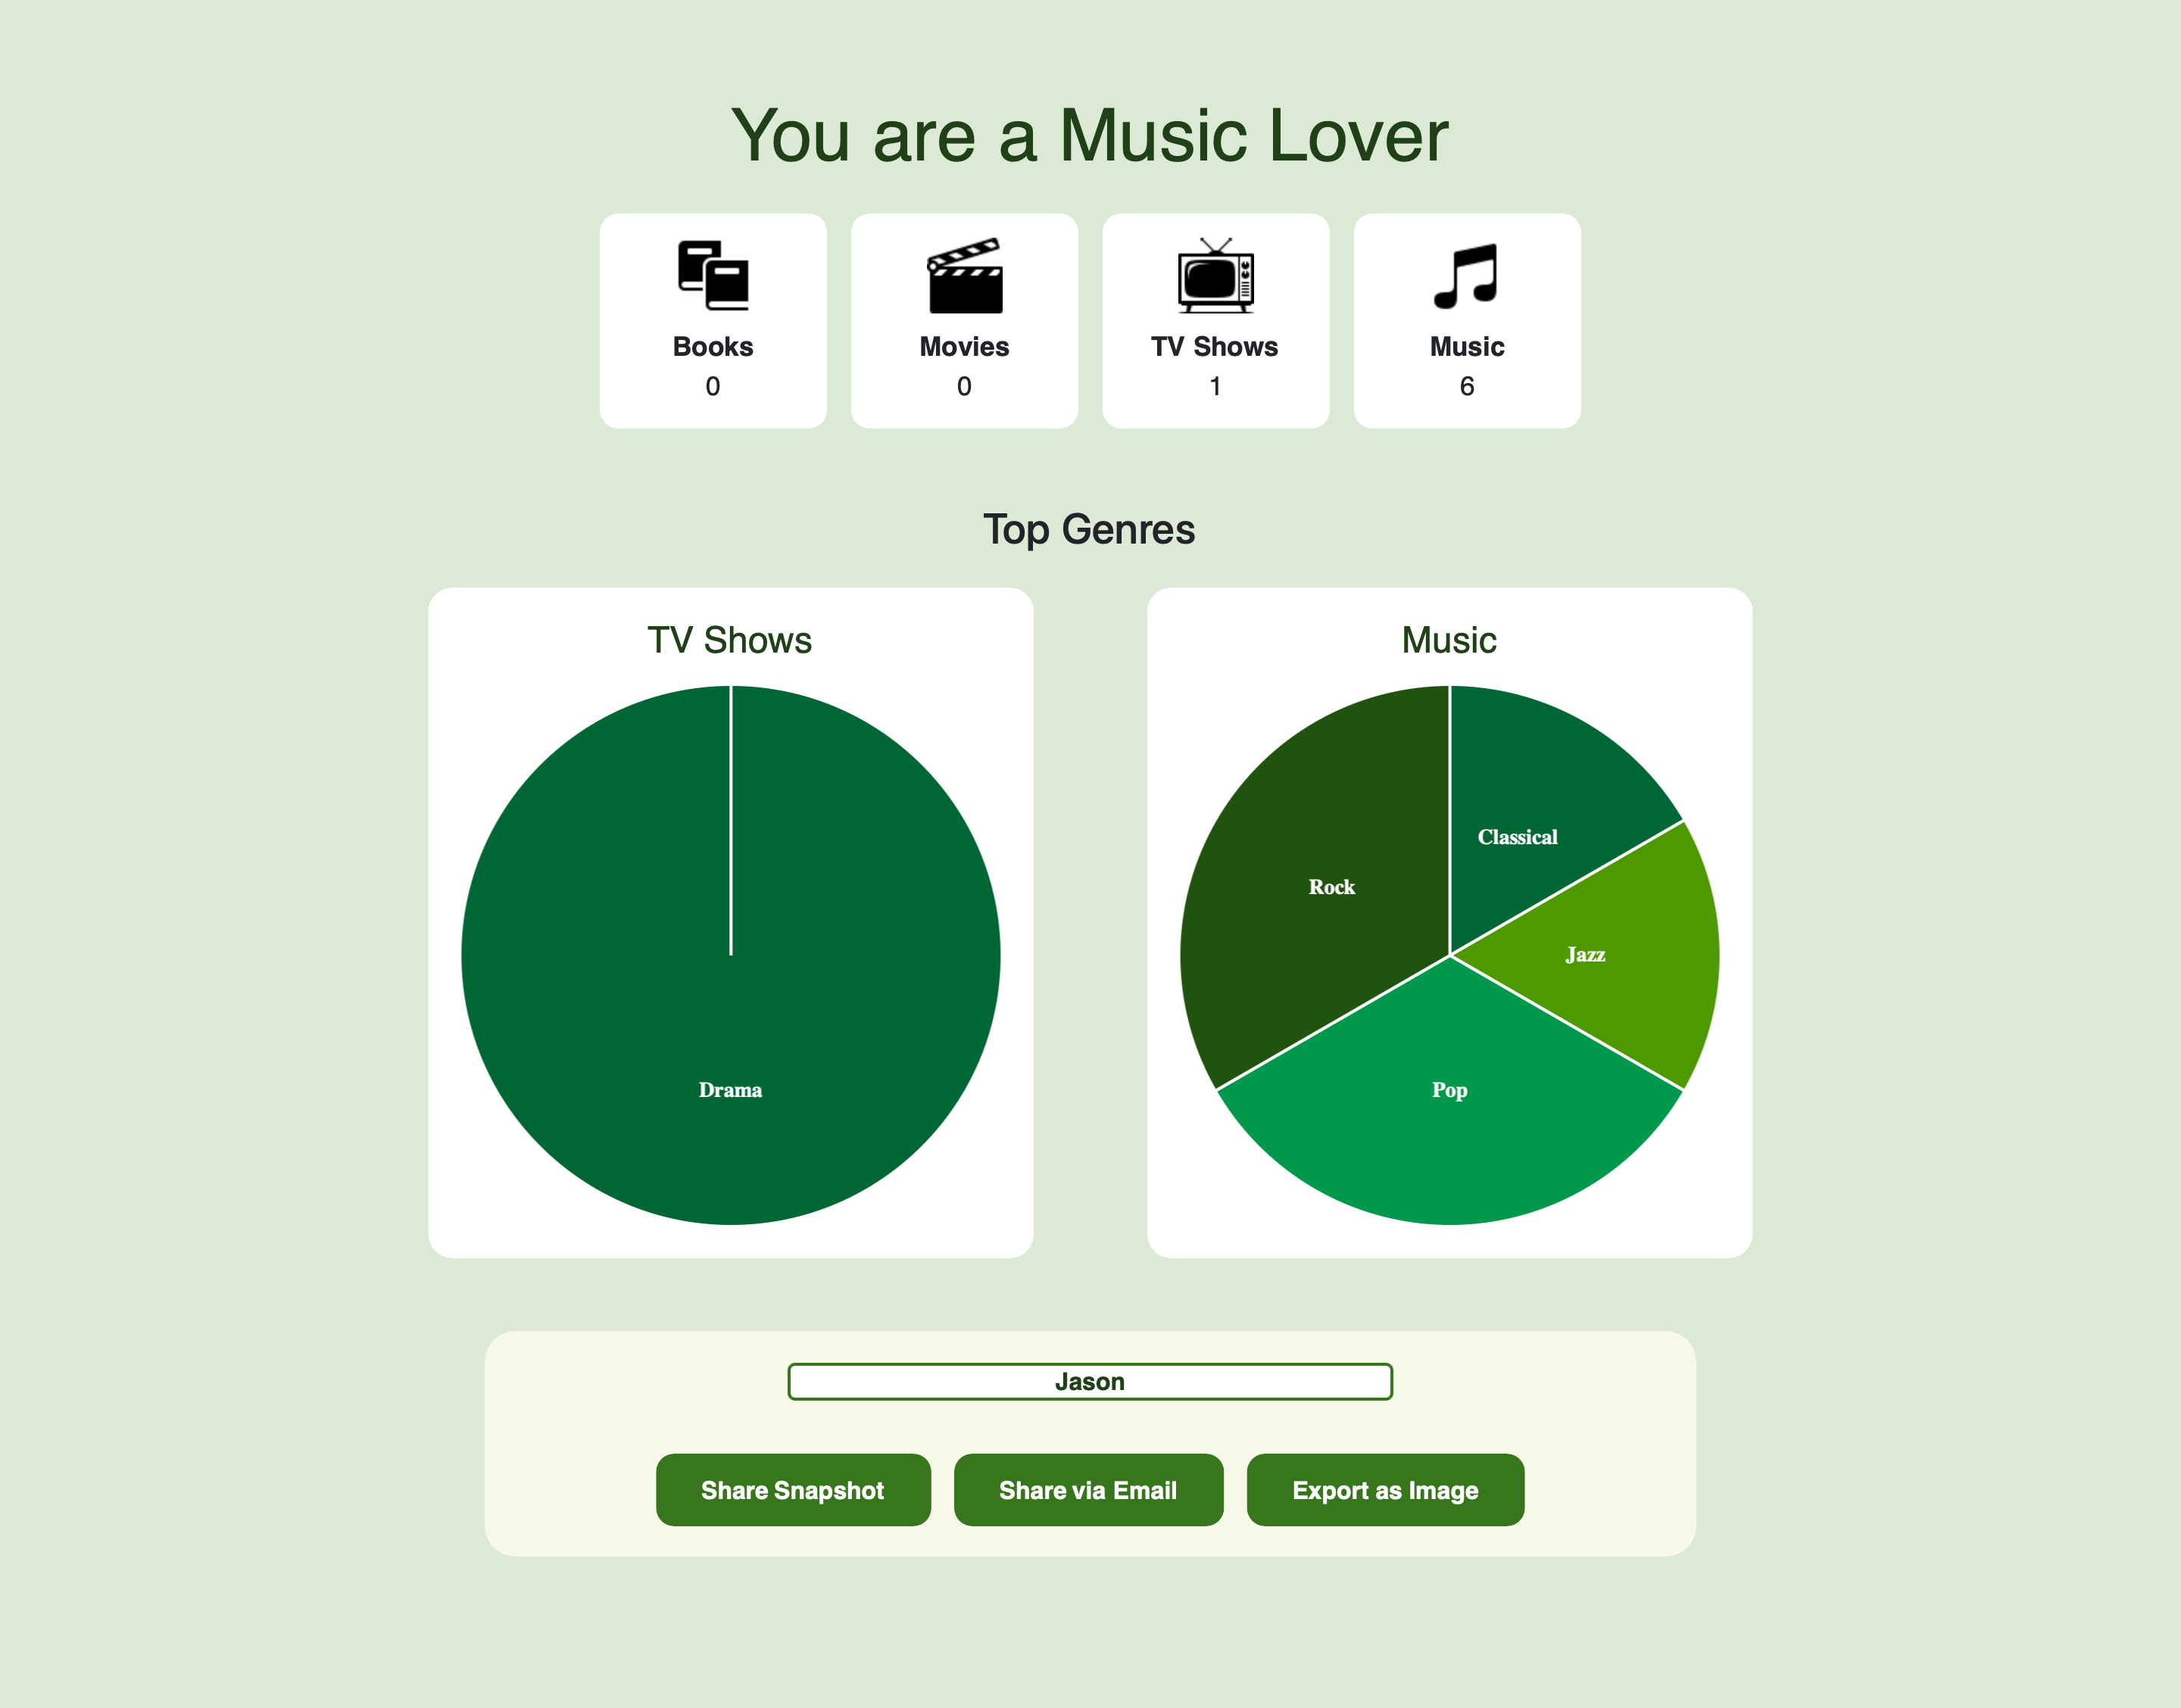 You are a Music Lover
Books
0
Movies
0
TV Shows
1
Music
6
Top Genres
TV Shows
Drama
Music
Classical
Rock
Jazz
Pop
Jason
Share Snapshot
Share via Email
Export as Image